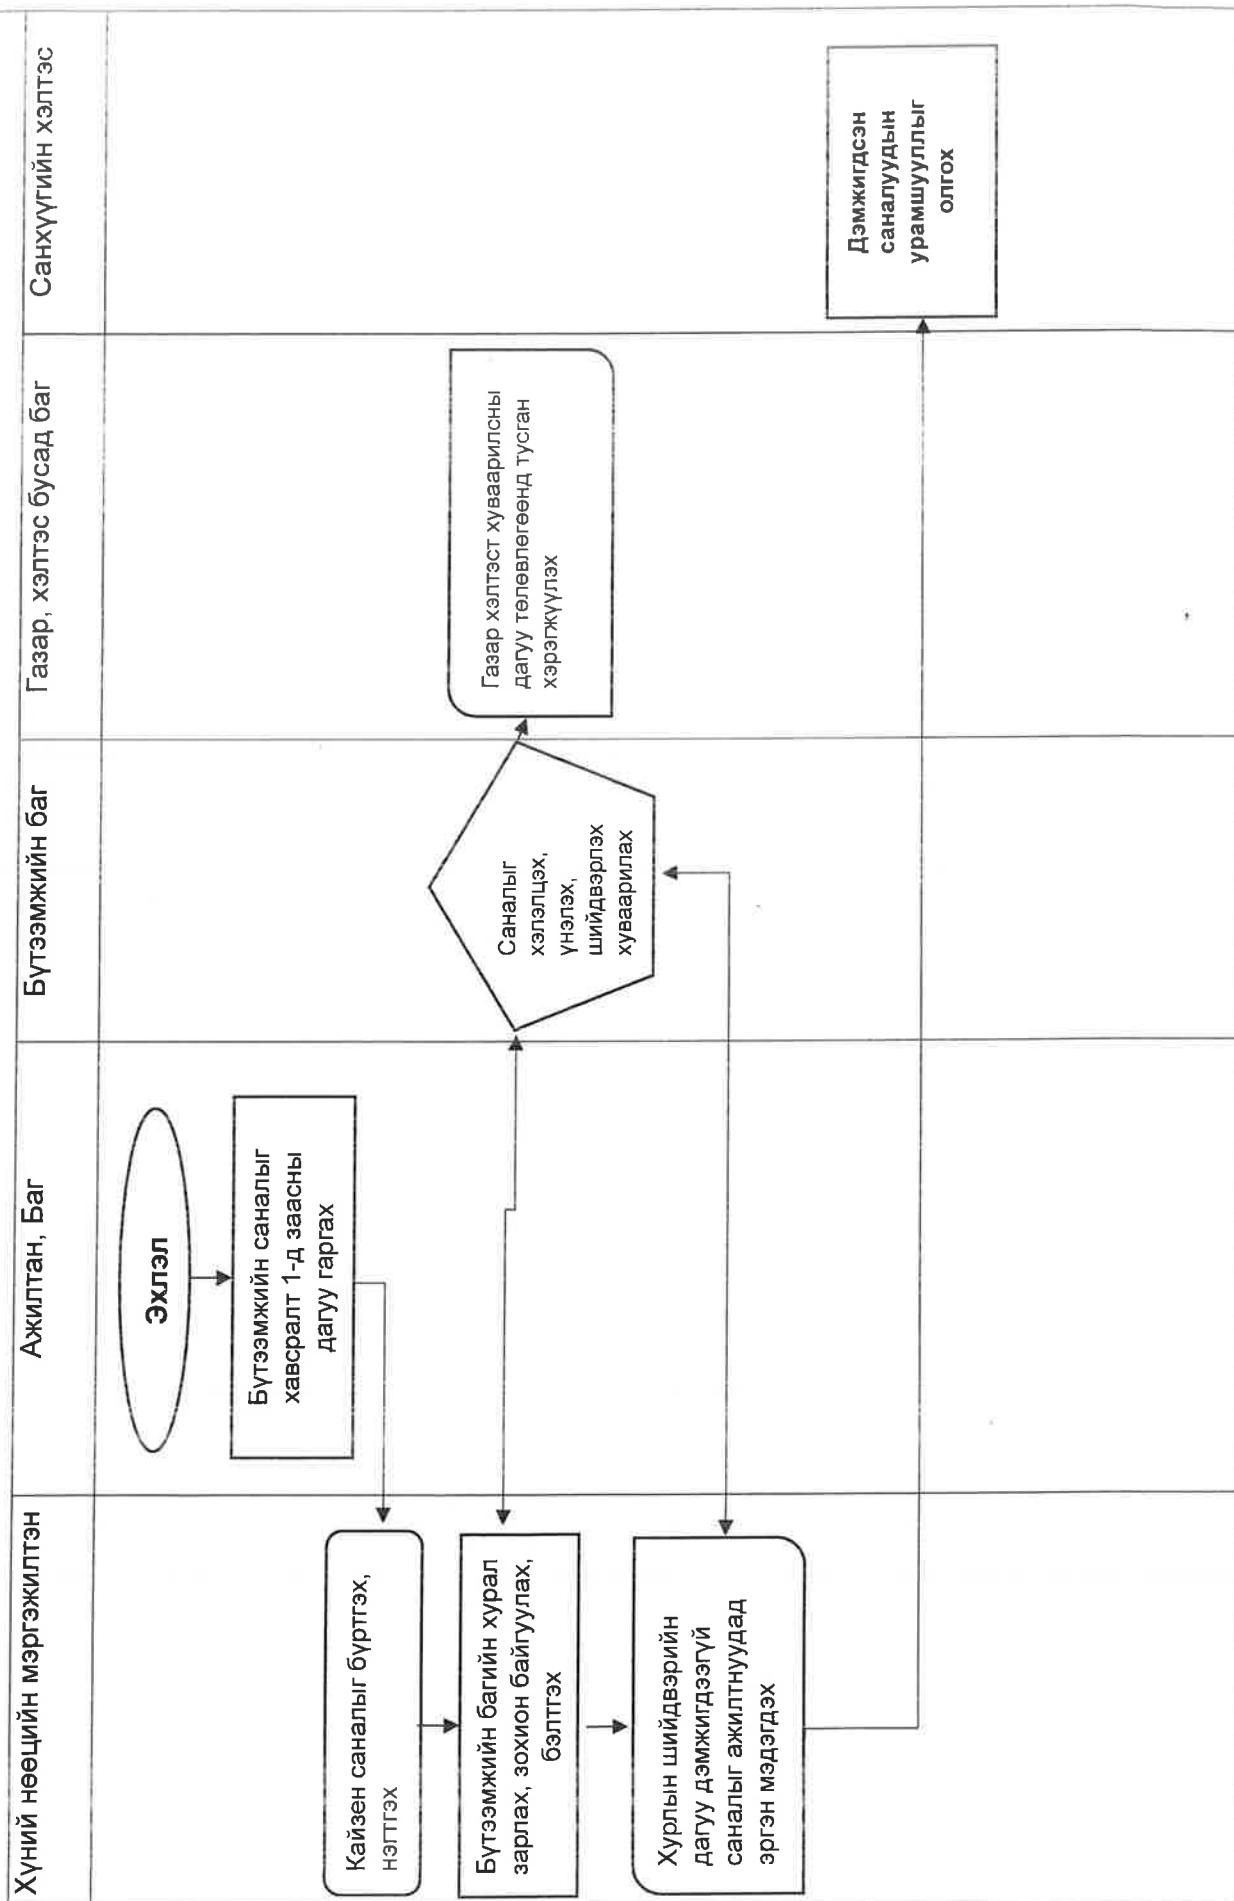 Хүний нөөцийн мэргэжилтэн
Ажилтан, Баг
Бүтээмжийн баг
Газар, хэлтэс бусад баг
Санхүүгийн хэлтэс
Эхлэл
Бүтээмжийн саналыг
хавсралт 1-д заасны
дагуу гаргах
Кайзен саналыг бүртгэх,
нэгтгэх
Бүтээмжийн багийн хурал
зарлах, зохион байгуулах,
бэлтгэх
Саналыг
хэлэлцэх,
үнэлэх,
шийдвэрлэх
хуваарилах
Газар хэлтэст хуваарилсны
дагуу төлөвлөгөөнд тусган
хэрэгжүүлэх
Хурлын шийдвэрийн
дагуу дэмжигдээгүй
саналыг ажилтнуудад
эргэн мэдэгдэх
Дэмжигдсэн
саналуудын
урамшууллыг
олгох